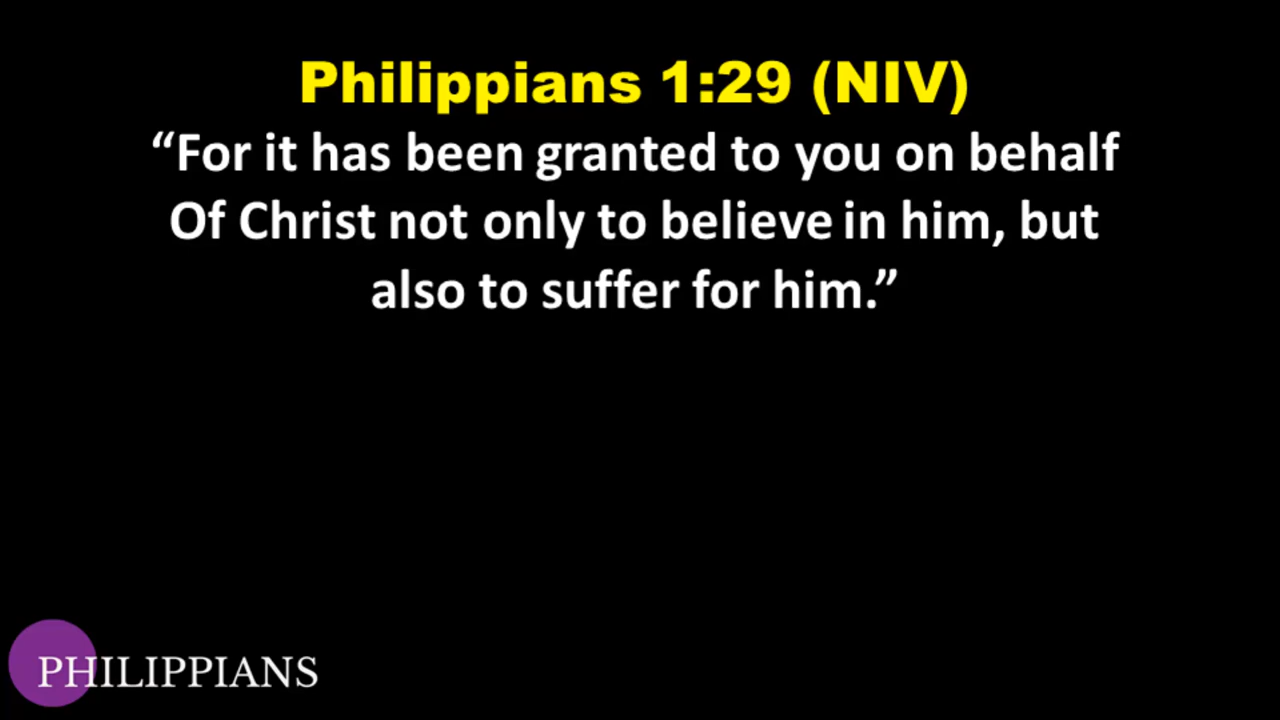 Philippians 1:29 (NIV)
“For it has been granted to you on behalf
Of Christ not only to believe in him, but
also to suffer for him.”
PHILIPPIANS